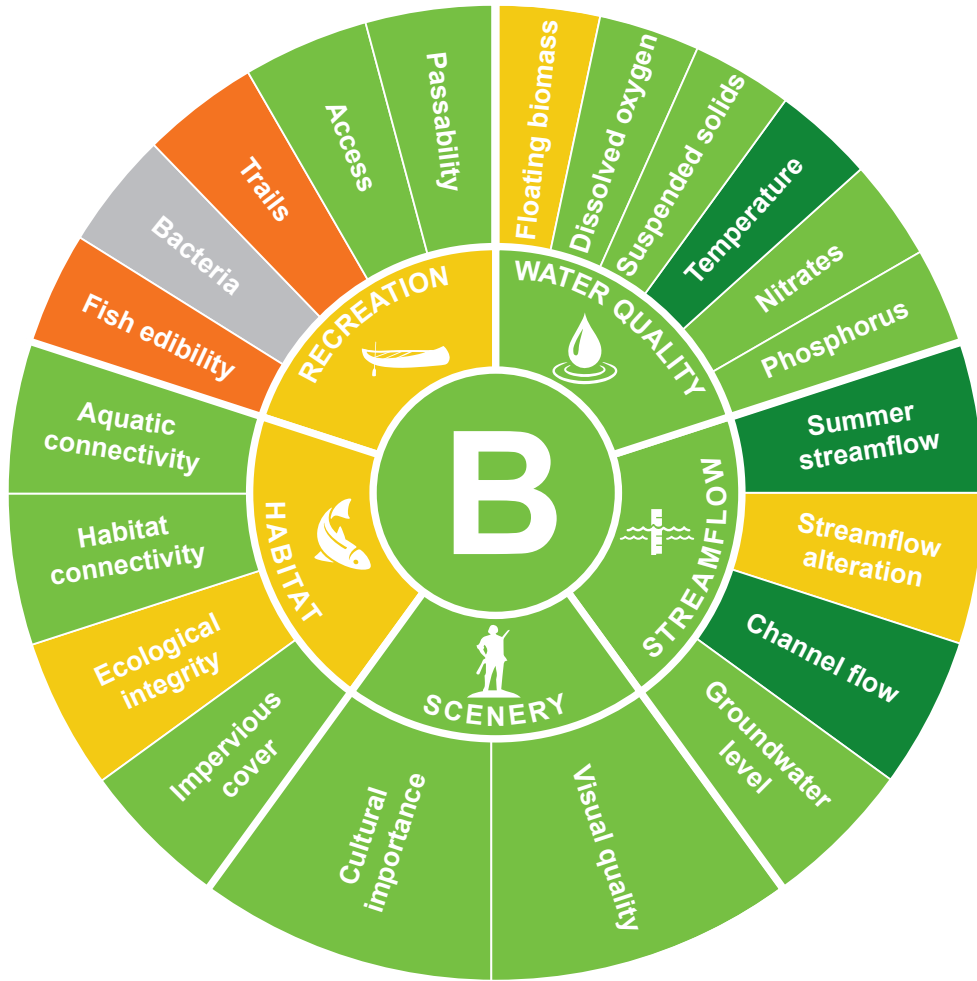 B
WATER QUALITY
Floating biomass
Dissolved oxygen
Suspended solids
Temperature
Nitrates
Phosphorus
STREAMFLOW
Summer
streamflow
Streamflow
alteration
Channel flow
Groundwater
level
SCENERY
Visual quality
Cultural
importance
HABITAT
Impervious
cover
Ecological
integrity
Habitat
connectivity
Aquatic
connectivity
RECREATION
Fish edibility
Bacteria
Trails
Access
Passability